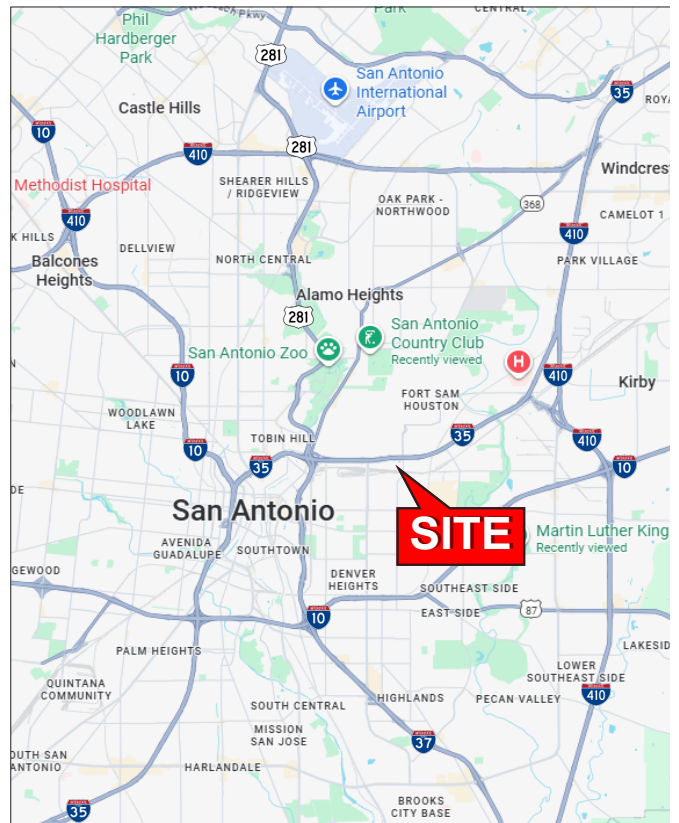 Phil
Hardberger
Park
Pkwy
Park
CENTRAL
281
San Antonio
International
Airport
35
Castle Hills
10
281
410
Methodist Hospital
SHEARER HILLS
/ RIDGEVIEW
Windcrest
OAK PARK -
NORTHWOOD
368
CAMELOT 1
410
410
K HILLS
DELLVIEW
Balcones
Heights
NORTH CENTRAL
PARK VILLAGE
Alamo Heights
281
San Antonio
Country Club
Recently viewed
San Antonio Zoo
H
10
410
Kirby
FORT SAM
HOUSTON
WOODLAWN
LAKE
TOBIN HILL
35
410
10
35
10
SITE
San Antonio
Martin Luther King
Recently viewed
AVENIDA
GUADALUPE
SOUTHTOWN
GEWOOD
DENVER
HEIGHTS
SOUTHEAST SIDE
EAST SIDE
87
10
PALM HEIGHTS
LAKESID
LOWER
SOUTHEAST SIDE
QUINTANA
COMMUNITY
410
HIGHLANDS
PECAN VALLEY
SOUTH CENTRAL
MISSION
SAN JOSE
37
OUTH SAN
ANTONIO
HARLANDALE
35
BROOKS
CITY BASE